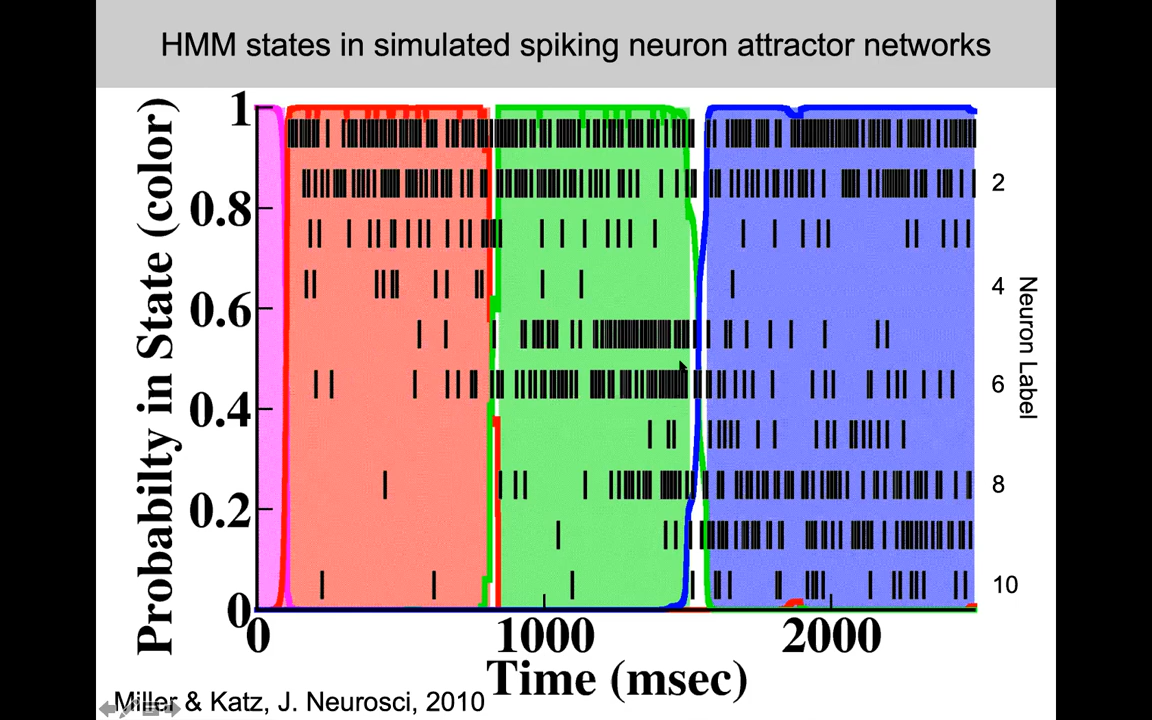 HMM states in simulated spiking neuron attractor networks
Probabilty in State (color)
1
0.8
0.6
0.4
0.2
0
0
1000
2000
Time (msec)
2
4
6
8
10
Neuron Label
Miller & Katz, J. Neurosci, 2010